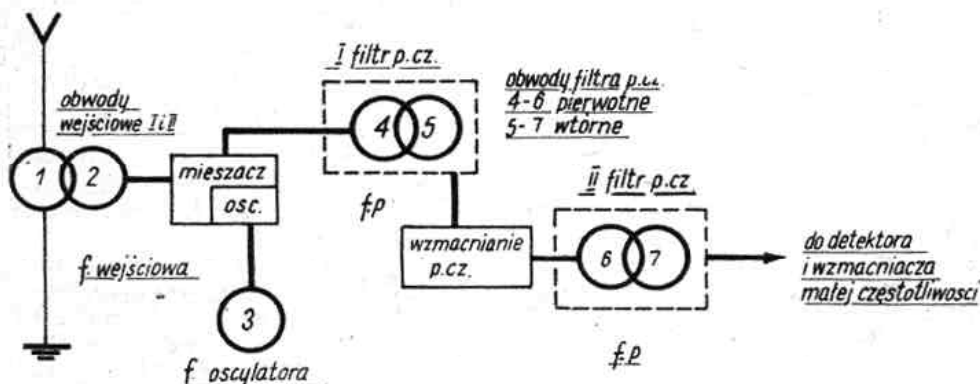 I filtr p.cz.
obwody filtra p.cz.
4-6 pierwotne
5-7 wtórne
obwody
wejściowe I i II
4 5
1 2
mieszacz
osc.
f.p
II filtr p.cz
wzmacnianie
p.cz.
6 7
do detektora
i wzmacniacza
małej częstotliwosci
f. wejściowa
3
f. oscylatora
f.p